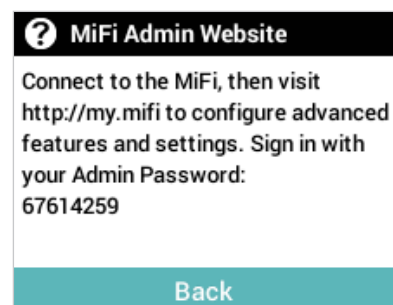 MiFi Admin Website
Connect to the MiFi, then visit
http://my.mifi to configure advanced
features and settings. Sign in with
your Admin Password:
67614259
Back